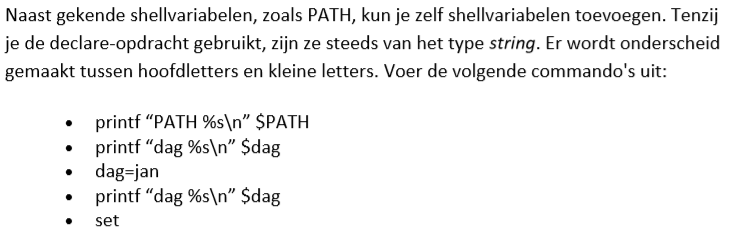 Naast gekende shellvariabelen, zoals PATH, kun je zelf shellvariabelen toevoegen. Tenzij
je de declare-opdracht gebruikt, zijn ze steeds van het type string. Er wordt onderscheid
gemaakt tussen hoofdletters en kleine letters. Voer de volgende commando's uit:
• printf “PATH %s\n” $PATH
• printf “dag %s\n” $dag
• dag=jan
• printf “dag %s\n” $dag
• set